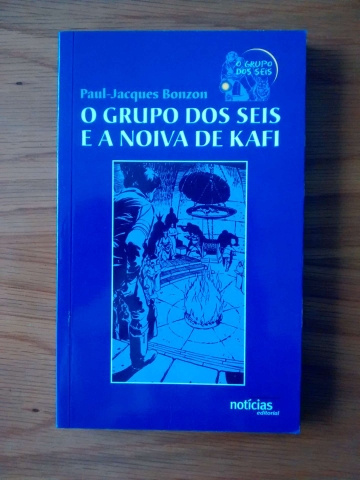 Paul-Jacques Bonzon
O GRUPO
DOS SEIS
O GRUPO DOS SEIS
E A NOIVA DE KAFI
notícias
editorial